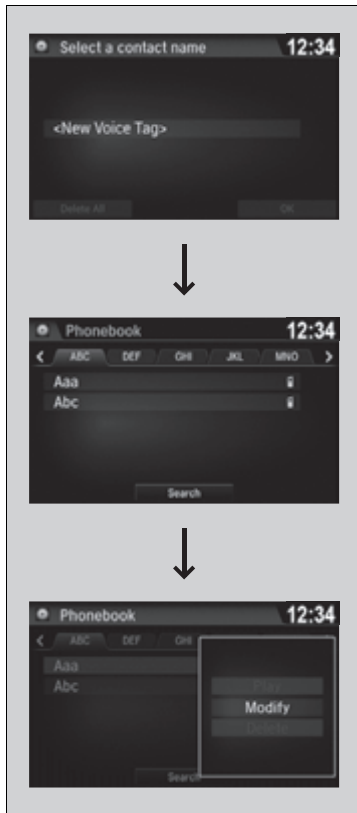 Select a contact name 12:34
<New Voice Tag>
Delete All OK
Phonebook 12:34
< ABC DEF GHI JKL MNO >
Aaa
Abc
Search
Phonebook 12:34
< ABC DEF GHI
Aaa
Abc
Play
Modify
Delete
Search